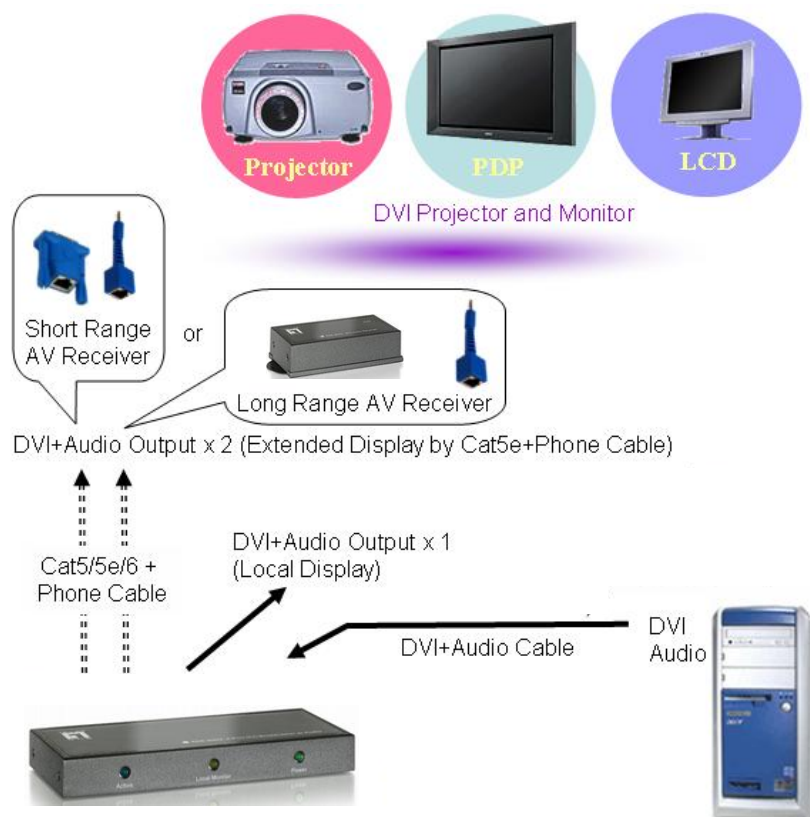 Projector
PDP
LCD
DVI Projector and Monitor
Short Range
AV Receiver
or
Long Range AV Receiver
DVI+Audio Output x 2 (Extended Display by Cat5e+Phone Cable)
Cat5/5e/6 +
Phone Cable
DVI+Audio Output x 1
(Local Display)
DVI+Audio Cable
DVI
Audio
Active
Local Monitor
Power